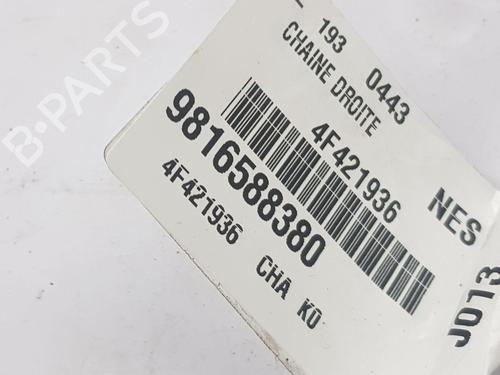 193 0443
CHAINE DROITE
4F421936
9816588380
4F421936 CHA KO
NES
J013
B-PARTS